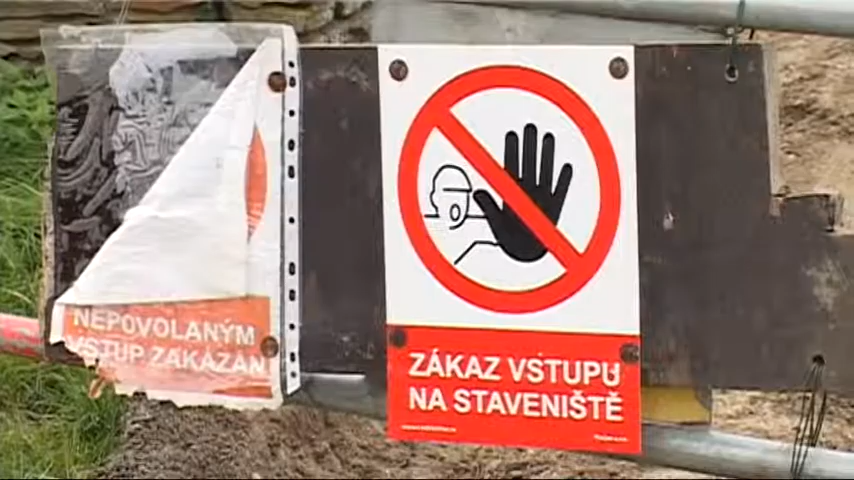 NEPOVOLANÝM
VSTUP ZAKÁZÁN
ZÁKAZ VSTUPU
NA STAVENIŠTĚ